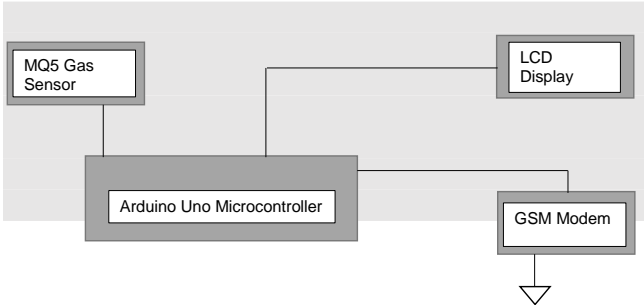 MQ5 Gas
Sensor
LCD
Display
Arduino Uno Microcontroller
GSM Modem